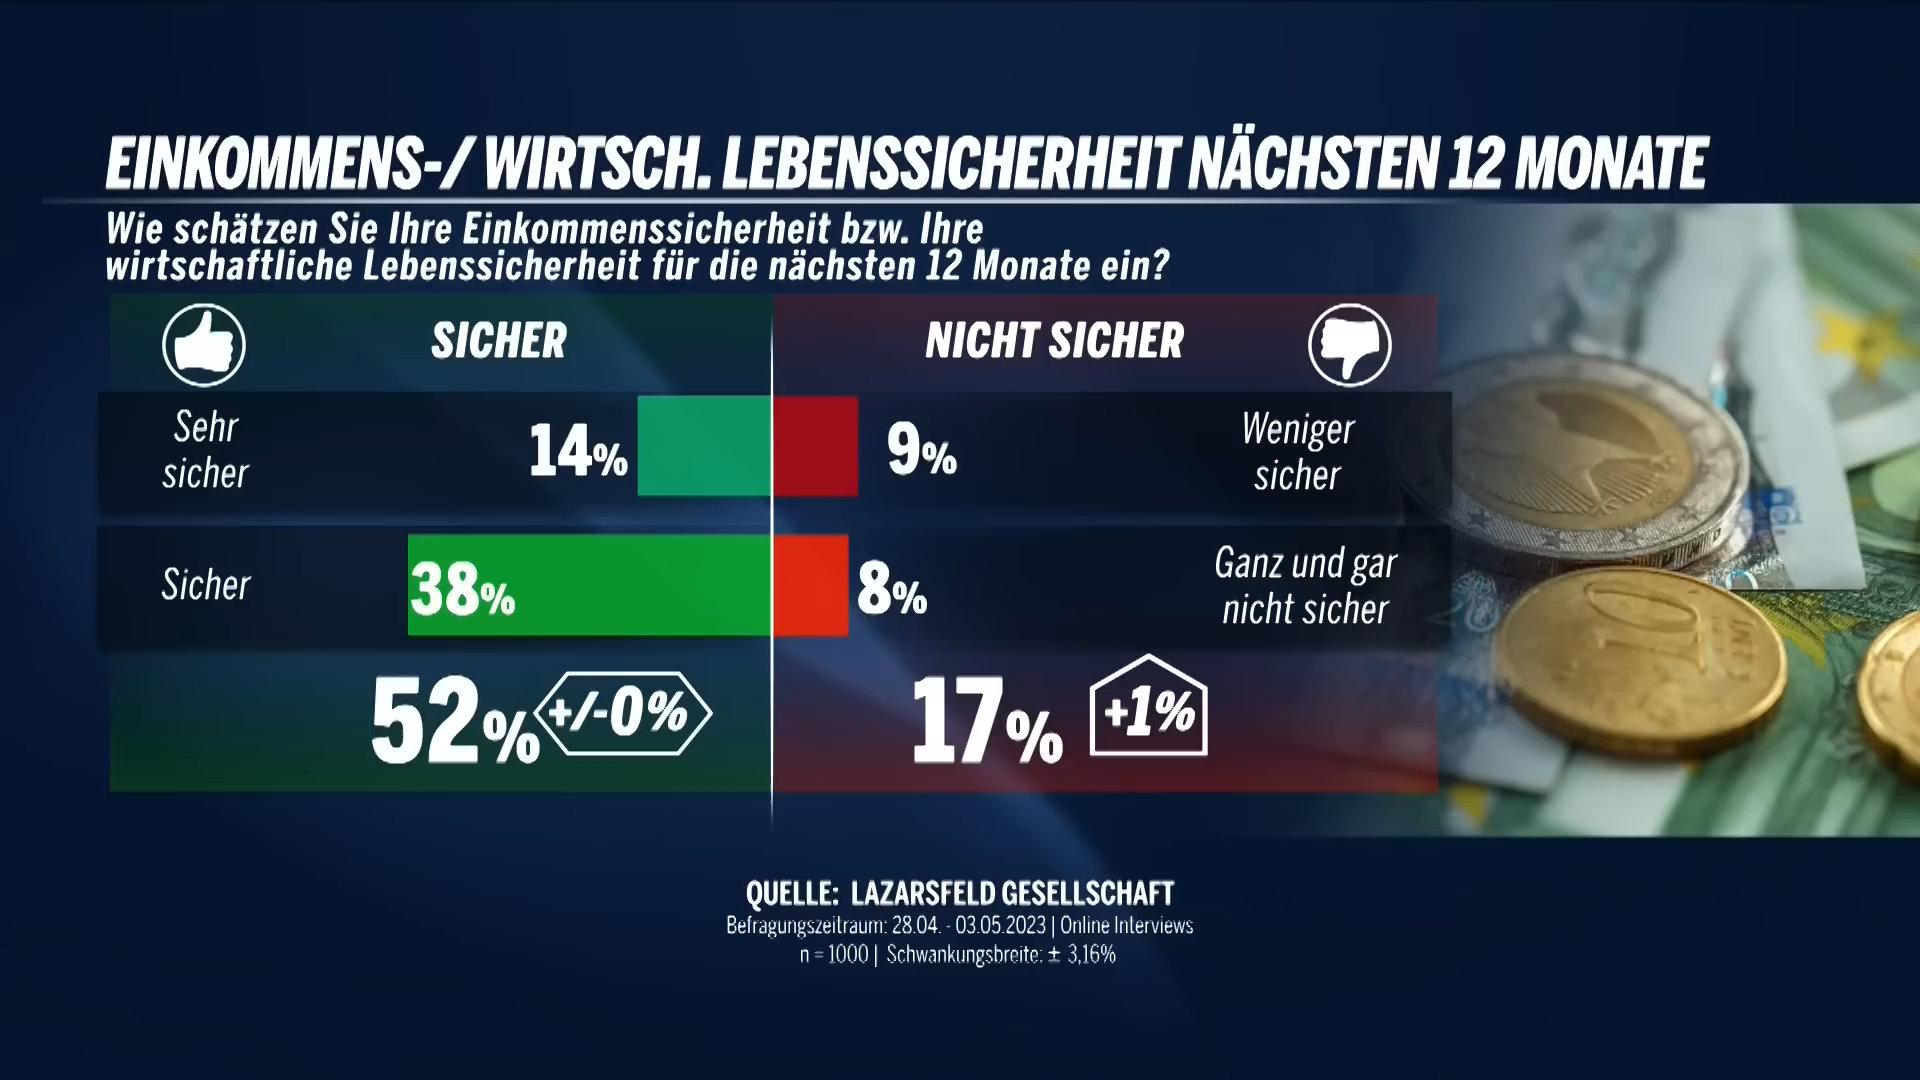 EINKOMMENS-/ WIRTSCH. LEBENSSICHERHEIT NÄCHSTEN 12 MONATE
Wie schätzen Sie Ihre Einkommenssicherheit bzw. Ihre
wirtschaftliche Lebenssicherheit für die nächsten 12 Monate ein?
SICHER
NICHT SICHER
Sehr
sicher
14%
9%
Weniger
sicher
Sicher
38%
8%
Ganz und gar
nicht sicher
52% +/-0%
17% +1%
QUELLE: LAZARSFELD GESELLSCHAFT
Befragungszeitraum: 28.04. - 03.05.2023 | Online Interviews
n = 1000 | Schwankungsbreite: ± 3,16%
10